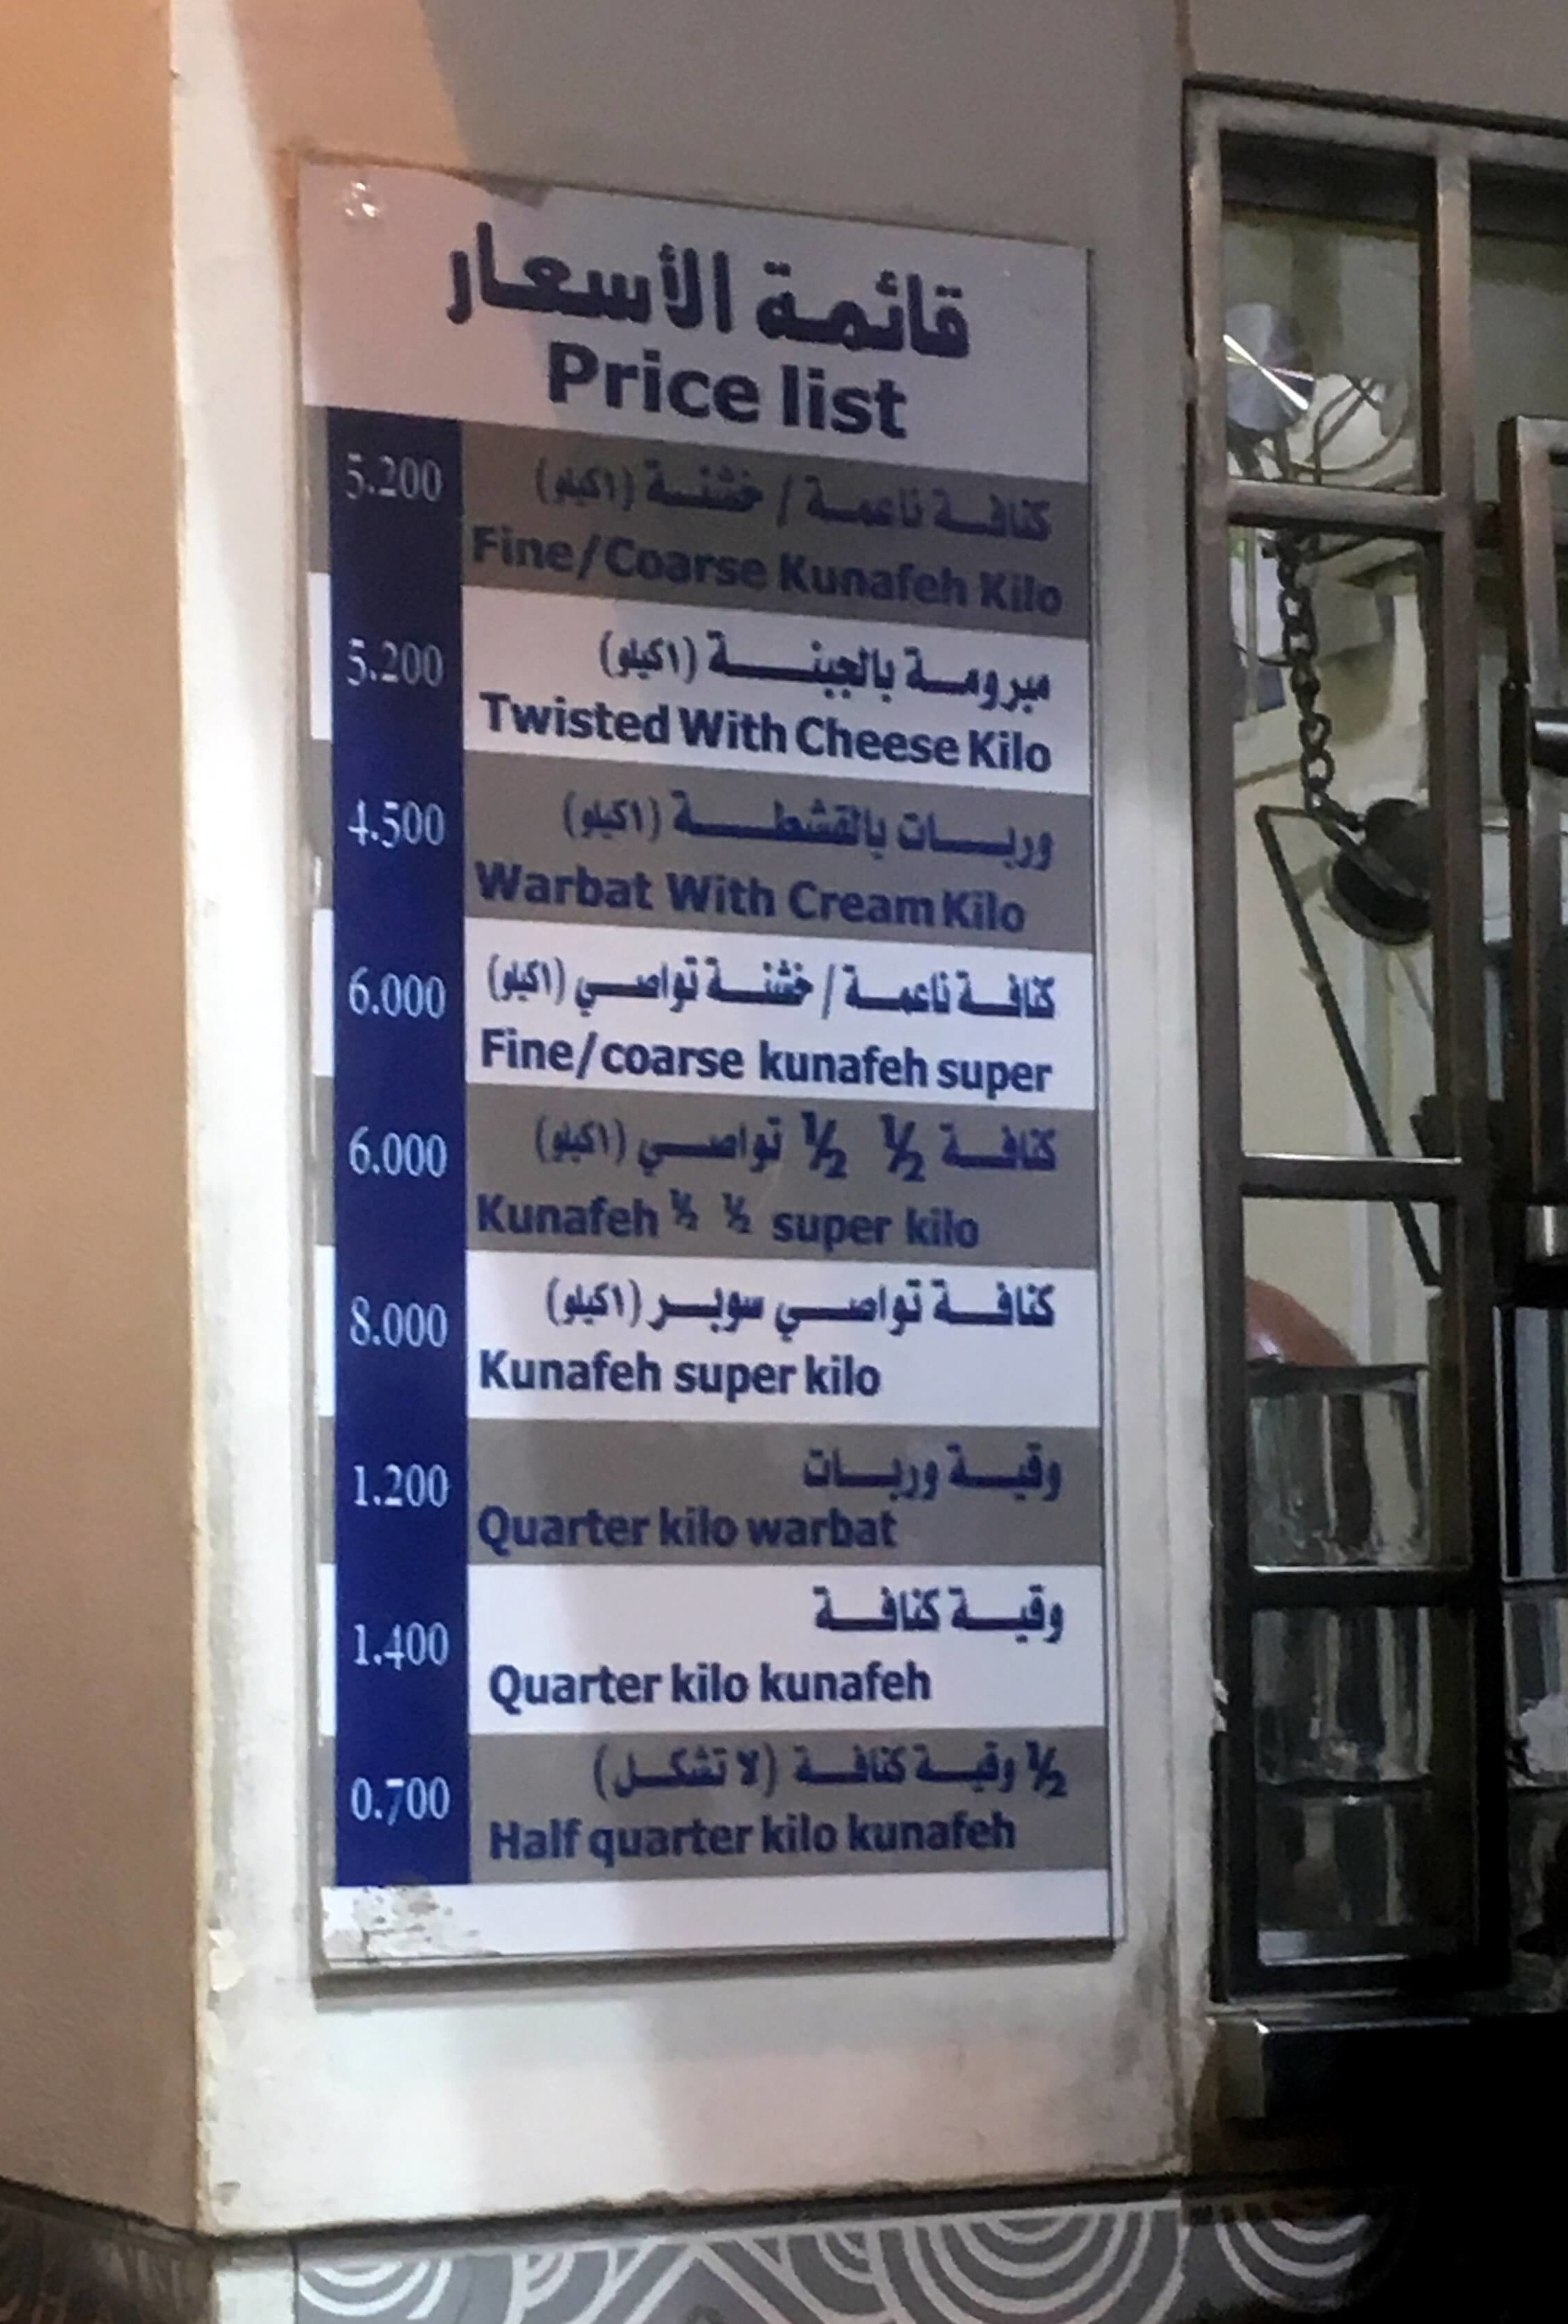 قائمة الأسعار
Price list
5.200
كنافة ناعمة / خشنة (١كيلو)
Fine/Coarse Kunafeh Kilo
5.200
مبرومة بالجبنة (١كيلو)
Twisted With Cheese Kilo
4.500
وربات بالقشطة (١كيلو)
Warbat With Cream Kilo
6.000
كنافة ناعمة / خشنة تواصي (١كيلو)
Fine/coarse kunafeh super
6.000
كنافة ½ ½ تواصي (١كيلو)
Kunafeh ½ ½ super kilo
8.000
كنافة تواصي سوبر (١كيلو)
Kunafeh super kilo
1.200
وقية وربات
Quarter kilo warbat
1.400
وقية كنافة
Quarter kilo kunafeh
0.700
½ وقية كنافة (لا تشكل)
Half quarter kilo kunafeh